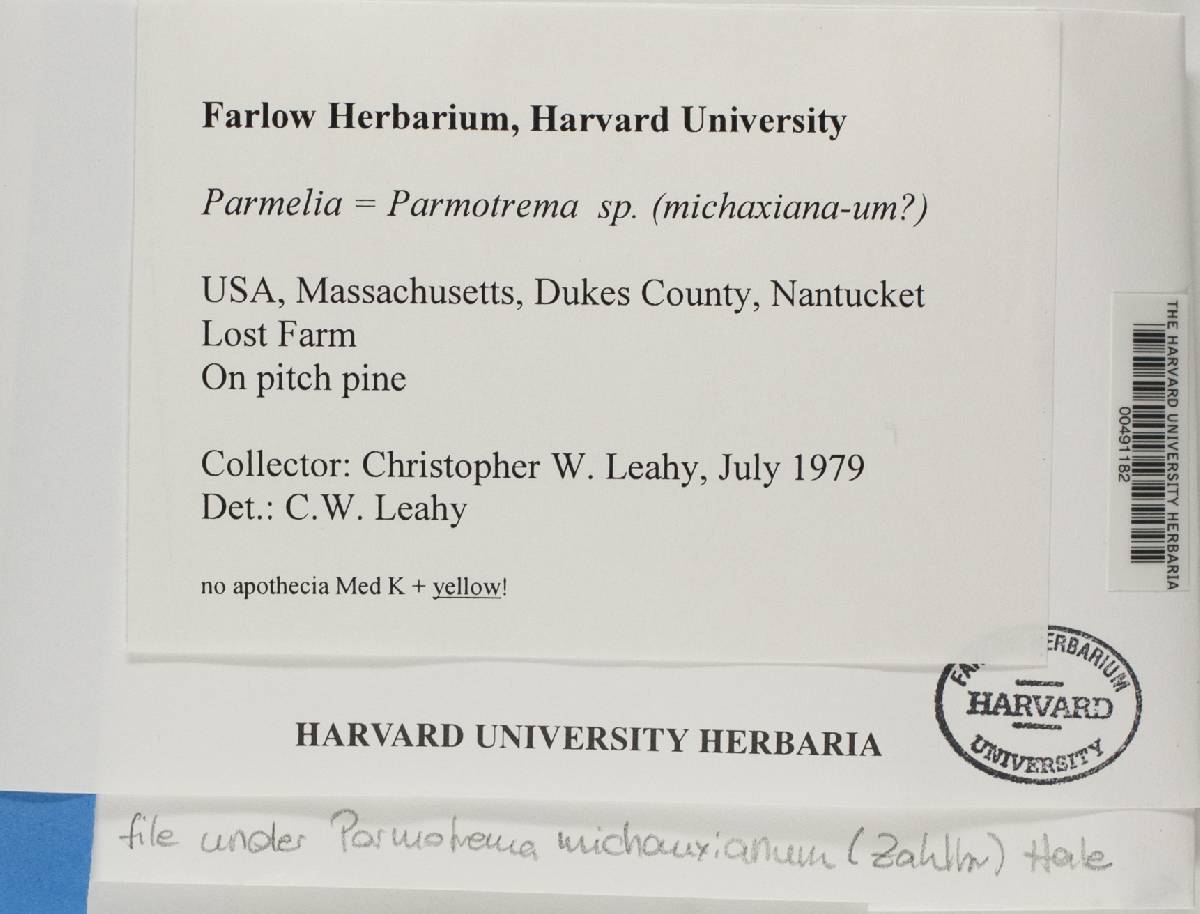 Farlow Herbarium, Harvard University
Parmelia = Parmotrema sp. (michaxiana-um?)
USA, Massachusetts, Dukes County, Nantucket
Lost Farm
On pitch pine
Collector: Christopher W. Leahy, July 1979
Det.: C.W. Leahy
no apothecia Med K + yellow!
THE HARVARD UNIVERSITY HERBARIA
00491182
HERBARIUM
HARVARD
UNIVERSITY
HARVARD UNIVERSITY HERBARIA
file under Parmotrema michauxianum (Zahlbr) Hale